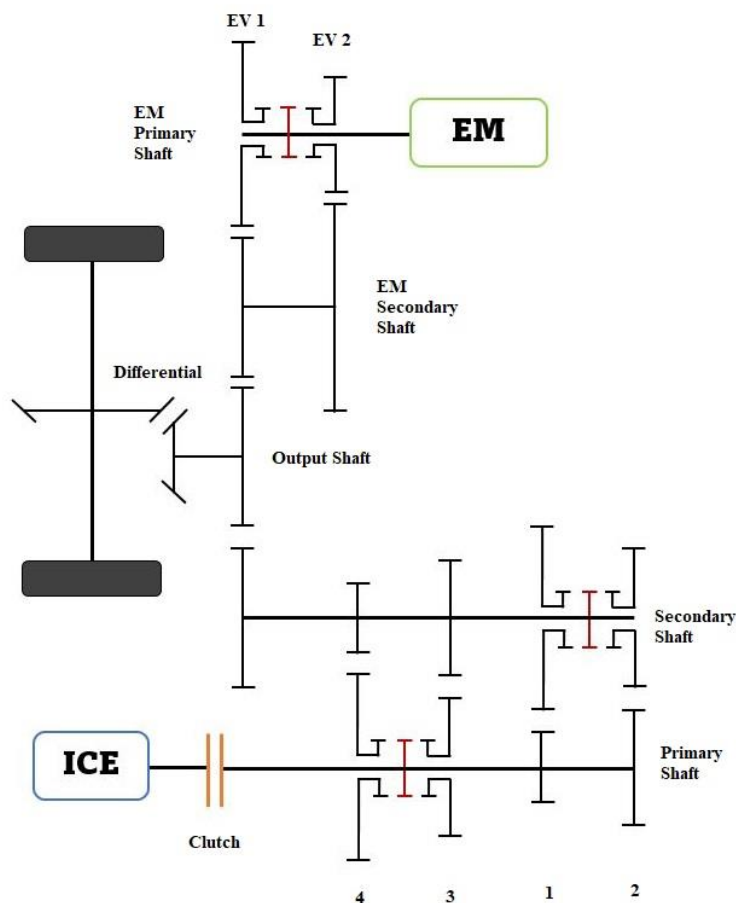 EV 1
EV 2
EM
Primary
Shaft
EM
EM
Secondary
Shaft
Differential
Output Shaft
Secondary
Shaft
ICE
Primary
Shaft
Clutch
4
3
1
2